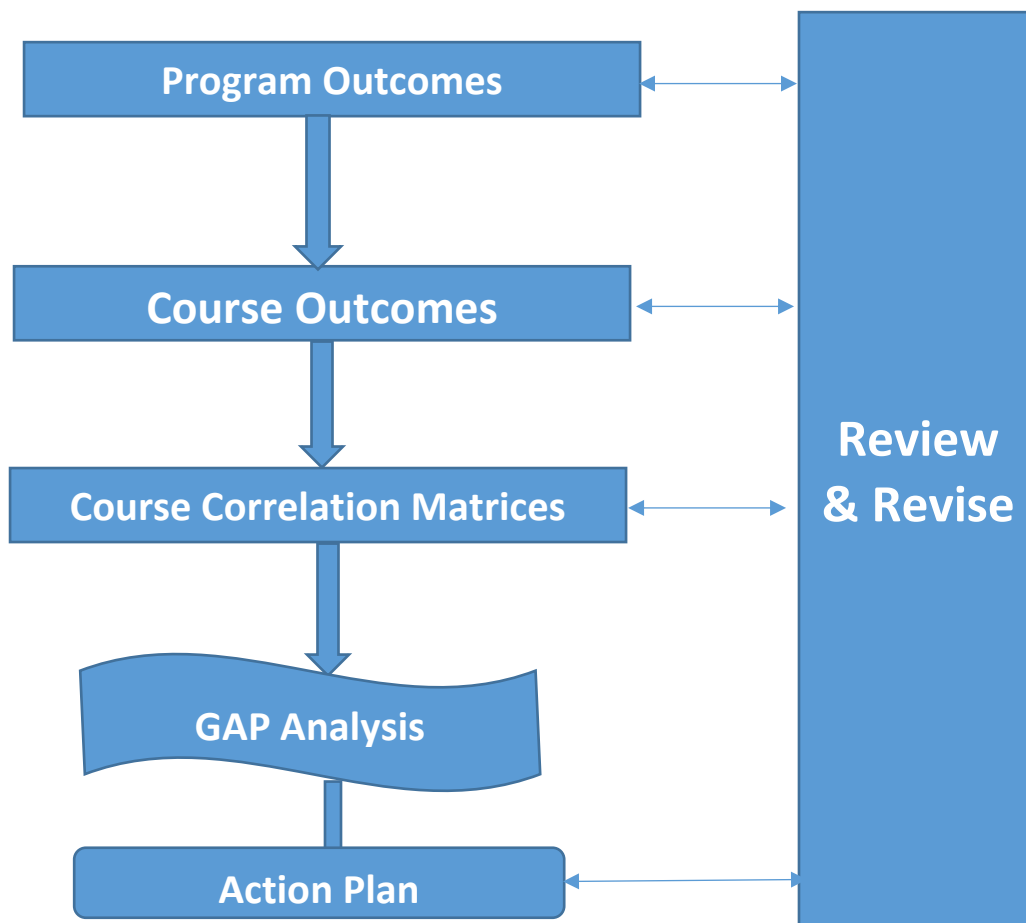 Program Outcomes
Course Outcomes
Course Correlation Matrices
GAP Analysis
Action Plan
Review
& Revise